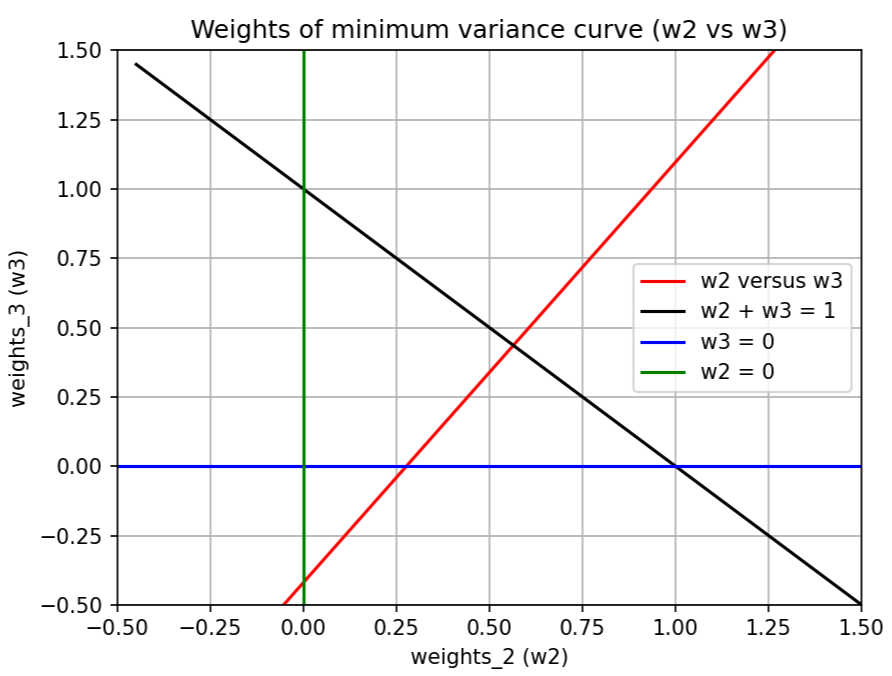 Weights of minimum variance curve (w2 vs w3)
weights_3 (w3)
1.50
1.25
1.00
0.75
0.50
0.25
0.00
−0.25
−0.50
w2 versus w3
w2 + w3 = 1
w3 = 0
w2 = 0
−0.50 −0.25 0.00 0.25 0.50 0.75 1.00 1.25 1.50
weights_2 (w2)